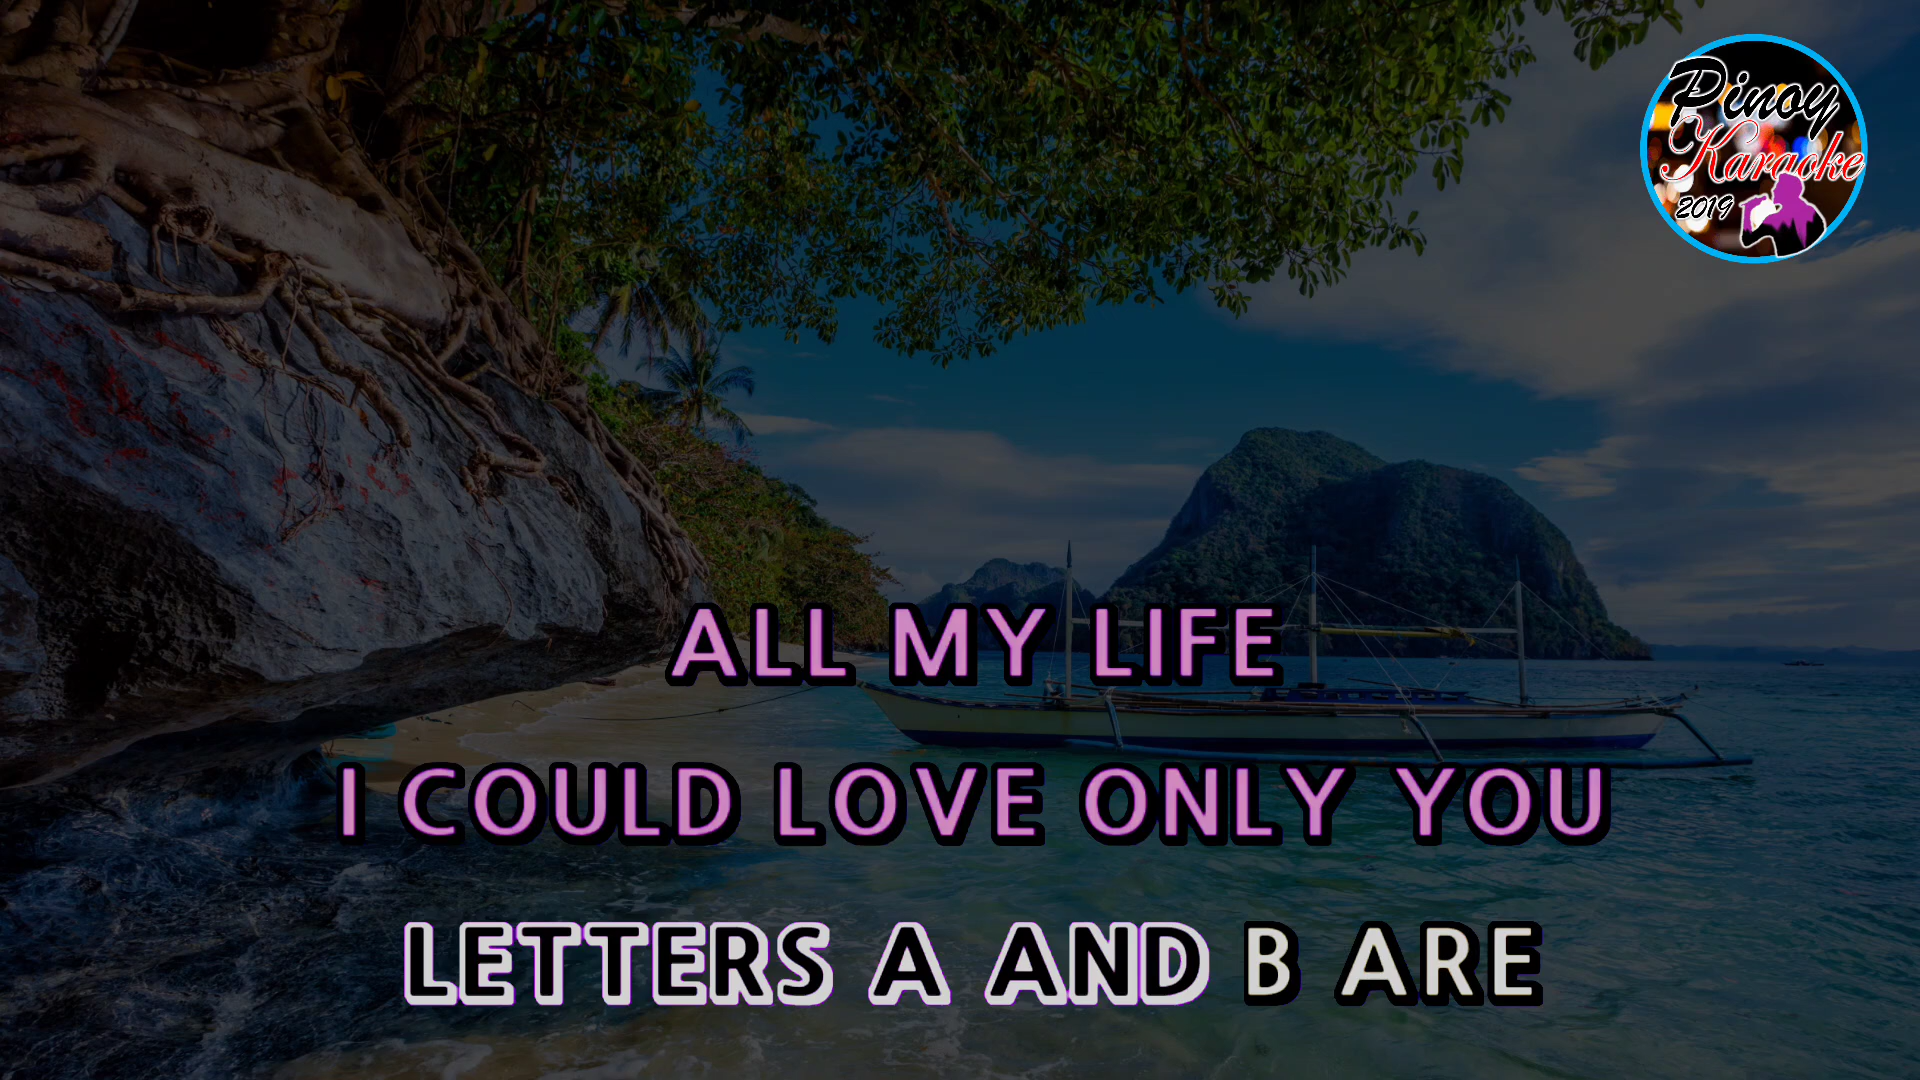 Pinoy
Karaoke
2019
ALL MY LIFE
I COULD LOVE ONLY YOU
LETTERS A AND B ARE